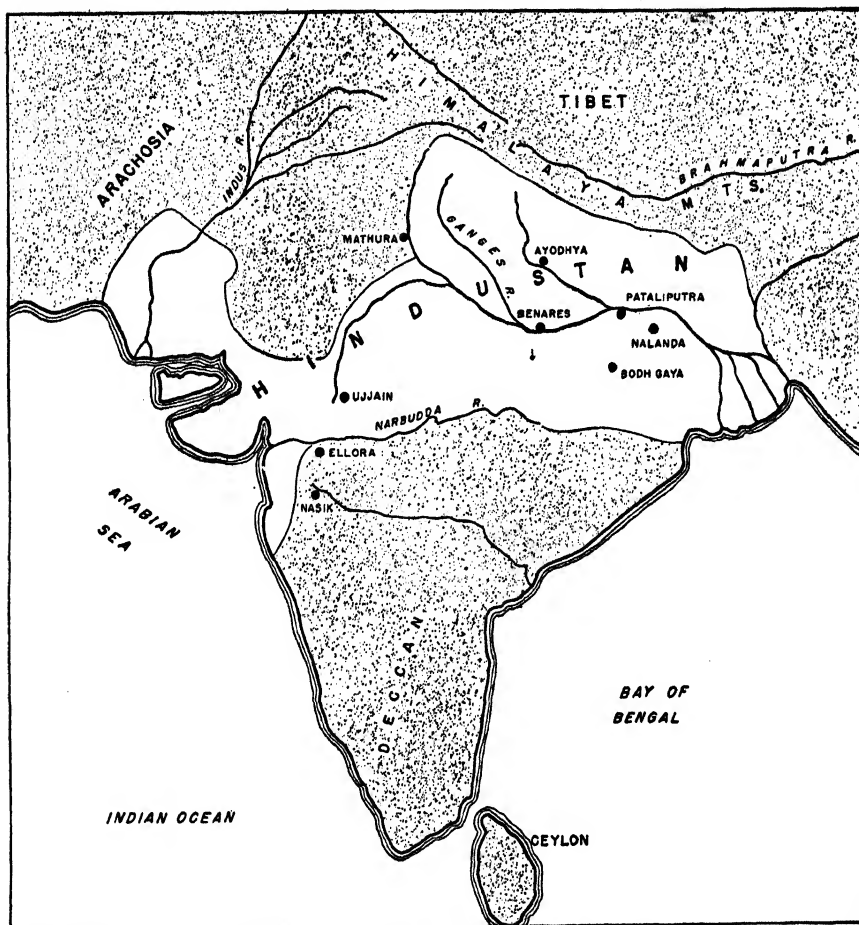 HIMALAYA MTS.
TIBET
BRAHMAPUTRA R.
ARACHOSIA
INDUS R.
MATHURA
GANGES R.
AYODHYA
HINDUSTAN
PATALIPUTRA
BENARES
NALANDA
BODH GAYA
UJJAIN
NARBUDDA R.
ELLORA
NASIK
ARABIAN
SEA
DECCAN
BAY OF
BENGAL
INDIAN OCEAN
CEYLON